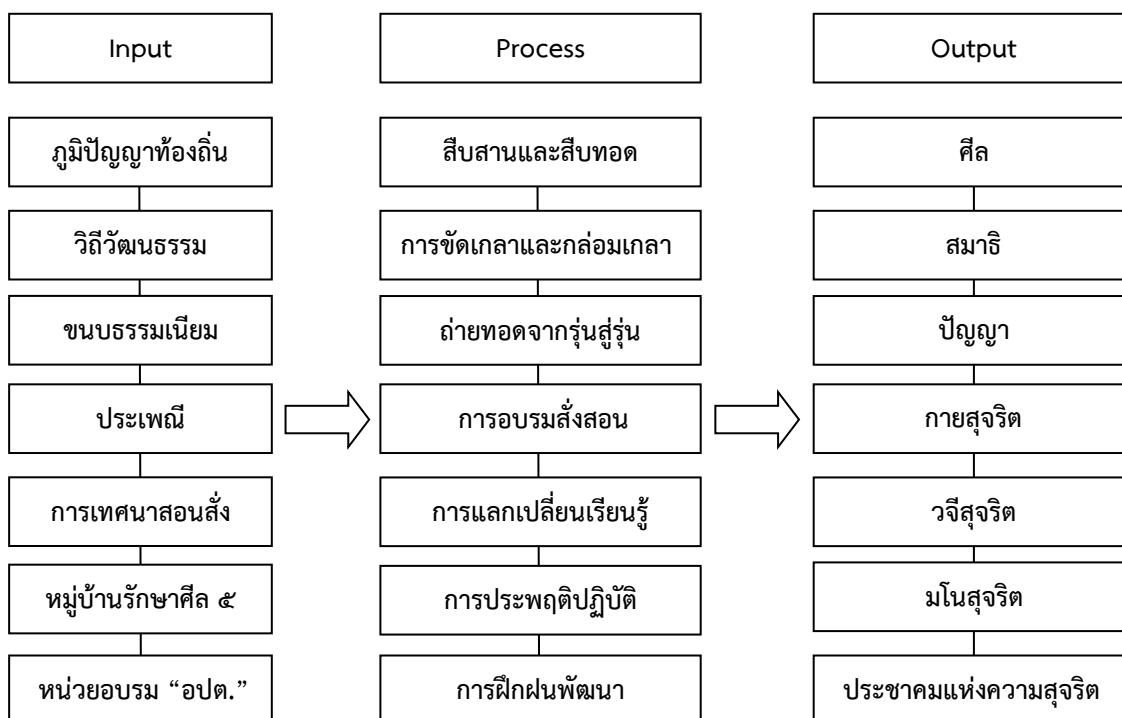 Input
Process
Output
ภูมิปัญญาท้องถิ่น
สืบสานและสืบทอด
ศีล
วิถีวัฒนธรรม
การขัดเกลาและกล่อมเกลา
สมาธิ
ขนบธรรมเนียม
ถ่ายทอดจากรุ่นสู่รุ่น
ปัญญา
ประเพณี
การอบรมสั่งสอน
กายสุจริต
การเทศนาสอนสั่ง
การแลกเปลี่ยนเรียนรู้
วจีสุจริต
หมู่บ้านรักษาศีล ๕
การประพฤติปฏิบัติ
มโนสุจริต
หน่วยอบรม “อปต.”
การฝึกฝนพัฒนา
ประชาคมแห่งความสุจริต